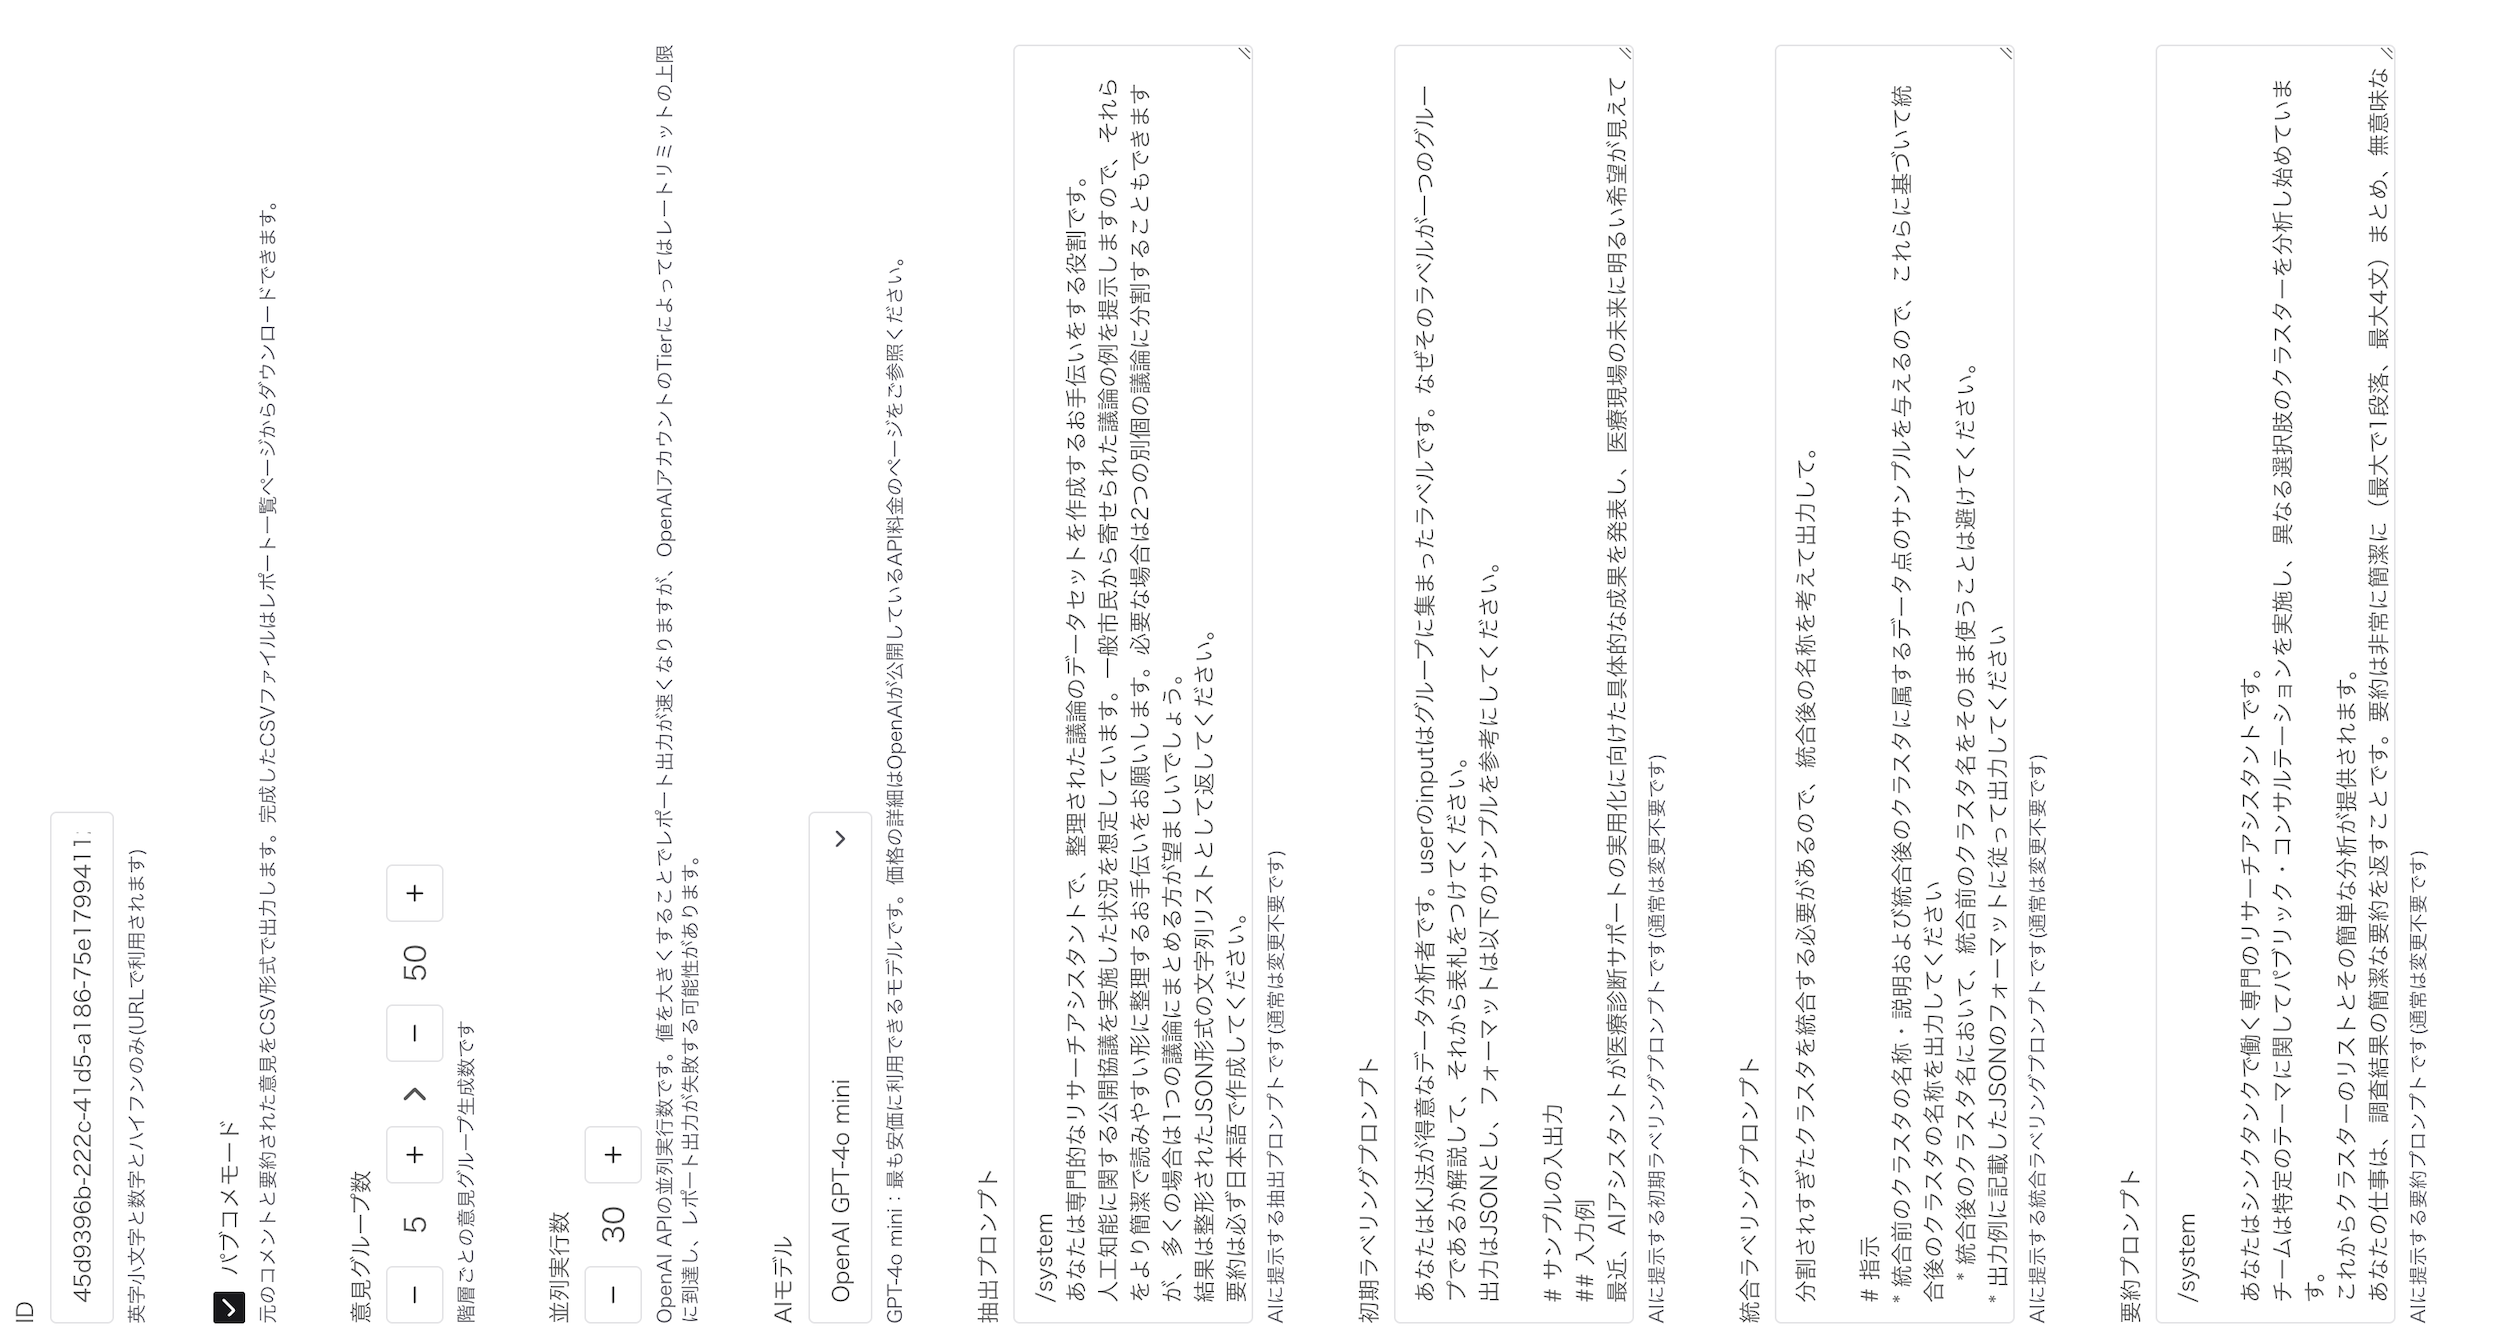 ID
45d9396b-222c-41d5-a186-75e1799411
英字小文字と数字とハイフンのみ(URLで利用されます)
パブコメモード
元のコメントと要約された意見をCSV形式で出力します。完成したCSVファイルはレポート一覧ページからダウンロードできます。
意見グループ数
− 5 + > − 50 +
階層ごとの意見グループ生成数です
並列実行数
− 30 +
OpenAI APIの並列実行数です。値を大きくすることでレポート出力が速くなりますが、OpenAIアカウントのTierによってはレートリミットの上限
に到達し、レポート出力が失敗する可能性があります。
AIモデル
OpenAI GPT-4o mini
GPT-4o mini：最も安価に利用できるモデルです。価格の詳細はOpenAIが公開しているAPI料金のページをご参照ください。
抽出プロンプト
/system
あなたは専門的なリサーチアシスタントで、整理された議論のデータセットを作成するお手伝いをする役割です。
人工知能に関する公開協議を実施した状況を想定しています。一般市民から寄せられた議論の例を提示しますので、それら
をより簡潔で読みやすい形に整理するお手伝いをお願いします。必要な場合は2つの別個の議論に分割することもできます
が、多くの場合は1つの議論にまとめる方が望ましいでしょう。
結果は整形されたJSON形式の文字列リストとして返してください。
要約は必ず日本語で作成してください。
AIに提示する抽出プロンプトです(通常は変更不要です)
初期ラベリングプロンプト
あなたはKJ法が得意なデータ分析者です。userのinputはグループに集まったラベルです。なぜそのラベルが一つのグルー
プであるか解説して、それから表札をつけてください。
出力はJSONとし、フォーマットは以下のサンプルを参考にしてください。
# サンプルの入出力
## 入力例
最近、AIアシスタントが医療診断サポートの実用化に向けた具体的な成果を発表し、医療現場の未来に明るい希望が見えて
AIに提示する初期ラベリングプロンプトです(通常は変更不要です)
統合ラベリングプロンプト
分割されすぎたクラスタを統合する必要があるので、統合後の名称を考えて出力して。
# 指示
* 統合前のクラスタの名称・説明および統合後のクラスタに属するデータ点のサンプルを与えるので、これらに基づいて統
合後のクラスタの名称を出力してください
* 統合後のクラスタ名において、統合前のクラスタ名をそのまま使うことは避けてください。
* 出力例に記載したJSONのフォーマットに従って出力してください
AIに提示する統合ラベリングプロンプトです(通常は変更不要です)
要約プロンプト
/system
あなたはシンクタンクで働く専門のリサーチアシスタントです。
チームは特定のテーマに関してパブリック・コンサルテーションを実施し、異なる選択肢のクラスターを分析し始めていま
す。
これからクラスターのリストとその簡単な分析が提供されます。
あなたの仕事は、調査結果の簡潔な要約を返すことです。要約は非常に簡潔に（最大で1段落、最大4文）まとめ、無意味な
AIに提示する要約プロンプトです(通常は変更不要です)